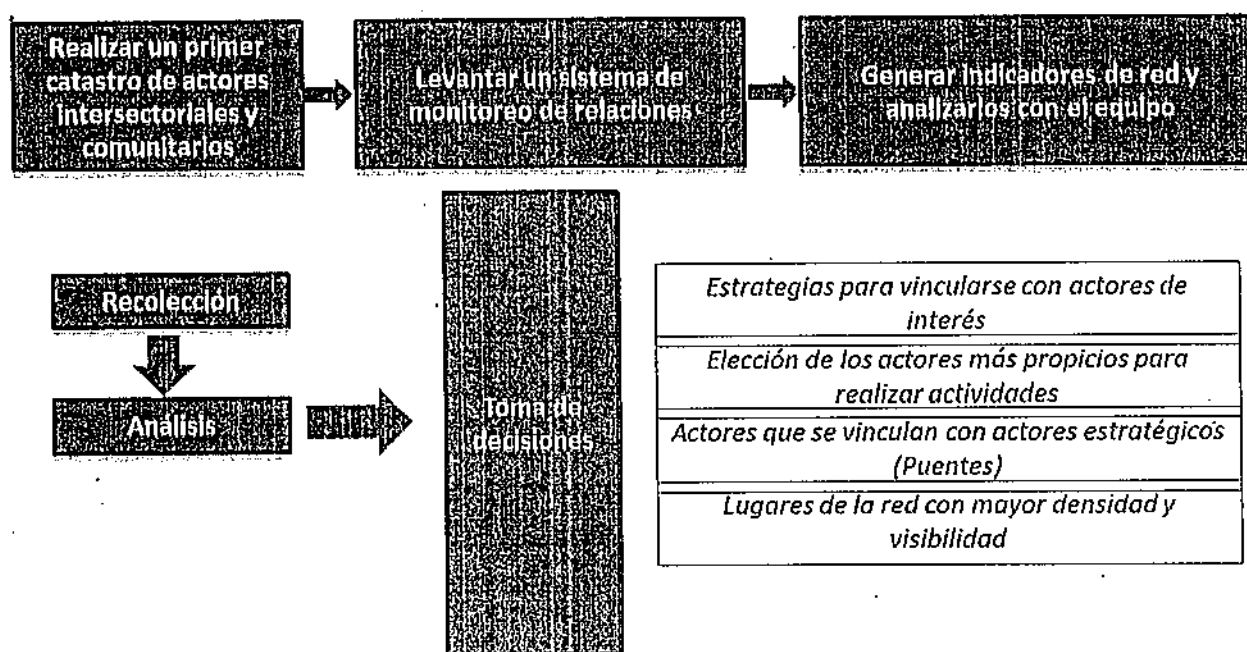 Realizar un primer
catastro de actores
intersectoriales y
comunitarios
Levantar un sistema de
monitoreo de relaciones
Generar indicadores de red y
analizarlos con el equipo
Recolección
Análisis
Toma de
decisiones
Estrategias para vincularse con actores de
interés
Elección de los actores más propicios para
realizar actividades
Actores que se vinculan con actores estratégicos
(Puentes)
Lugares de la red con mayor densidad y
visibilidad